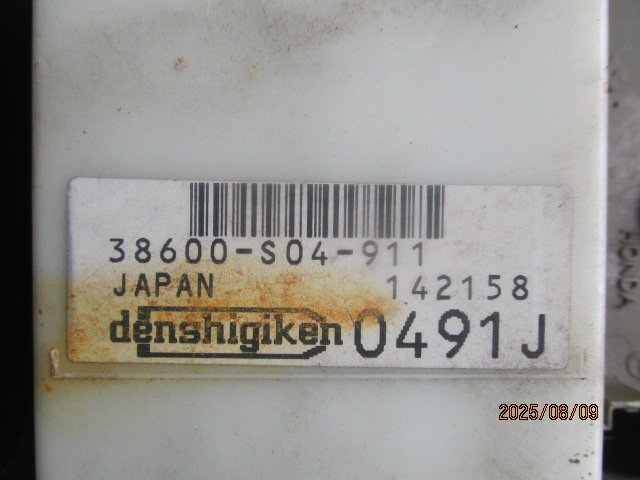 38600-S04-911
JAPAN 142158
denshigiken 0491J
HONDA
2025/08/09